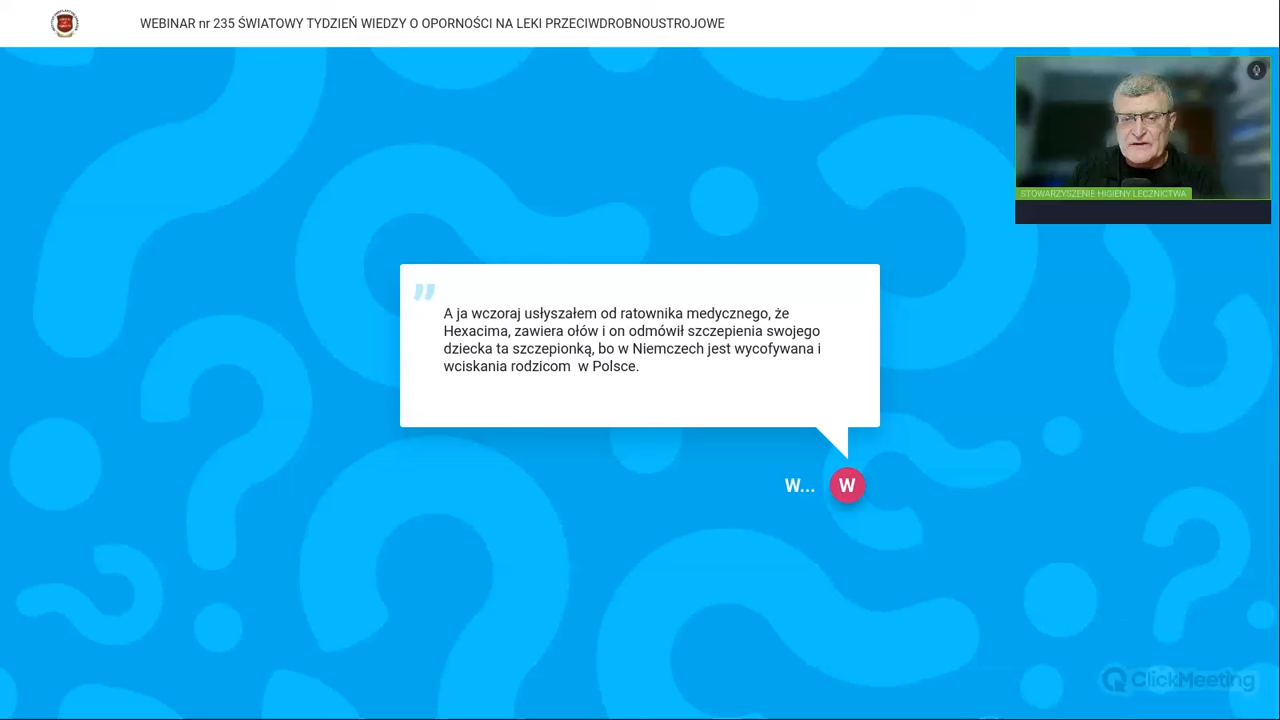 WEBINAR nr 235 ŚWIATOWY TYDZIEŃ WIEDZY O OPORNOŚCI NA LEKI PRZECIWDROBNOUSTROJOWE
STOWARZYSZENIE HIGIENY LECZNICTWA
A ja wczoraj usłyszałem od ratownika medycznego, że
Hexacima, zawiera ołów i on odmówił szczepienia swojego
dziecka ta szczepionką, bo w Niemczech jest wycofywana i
wciskania rodzicom  w Polsce.
W... W
ClickMeeting